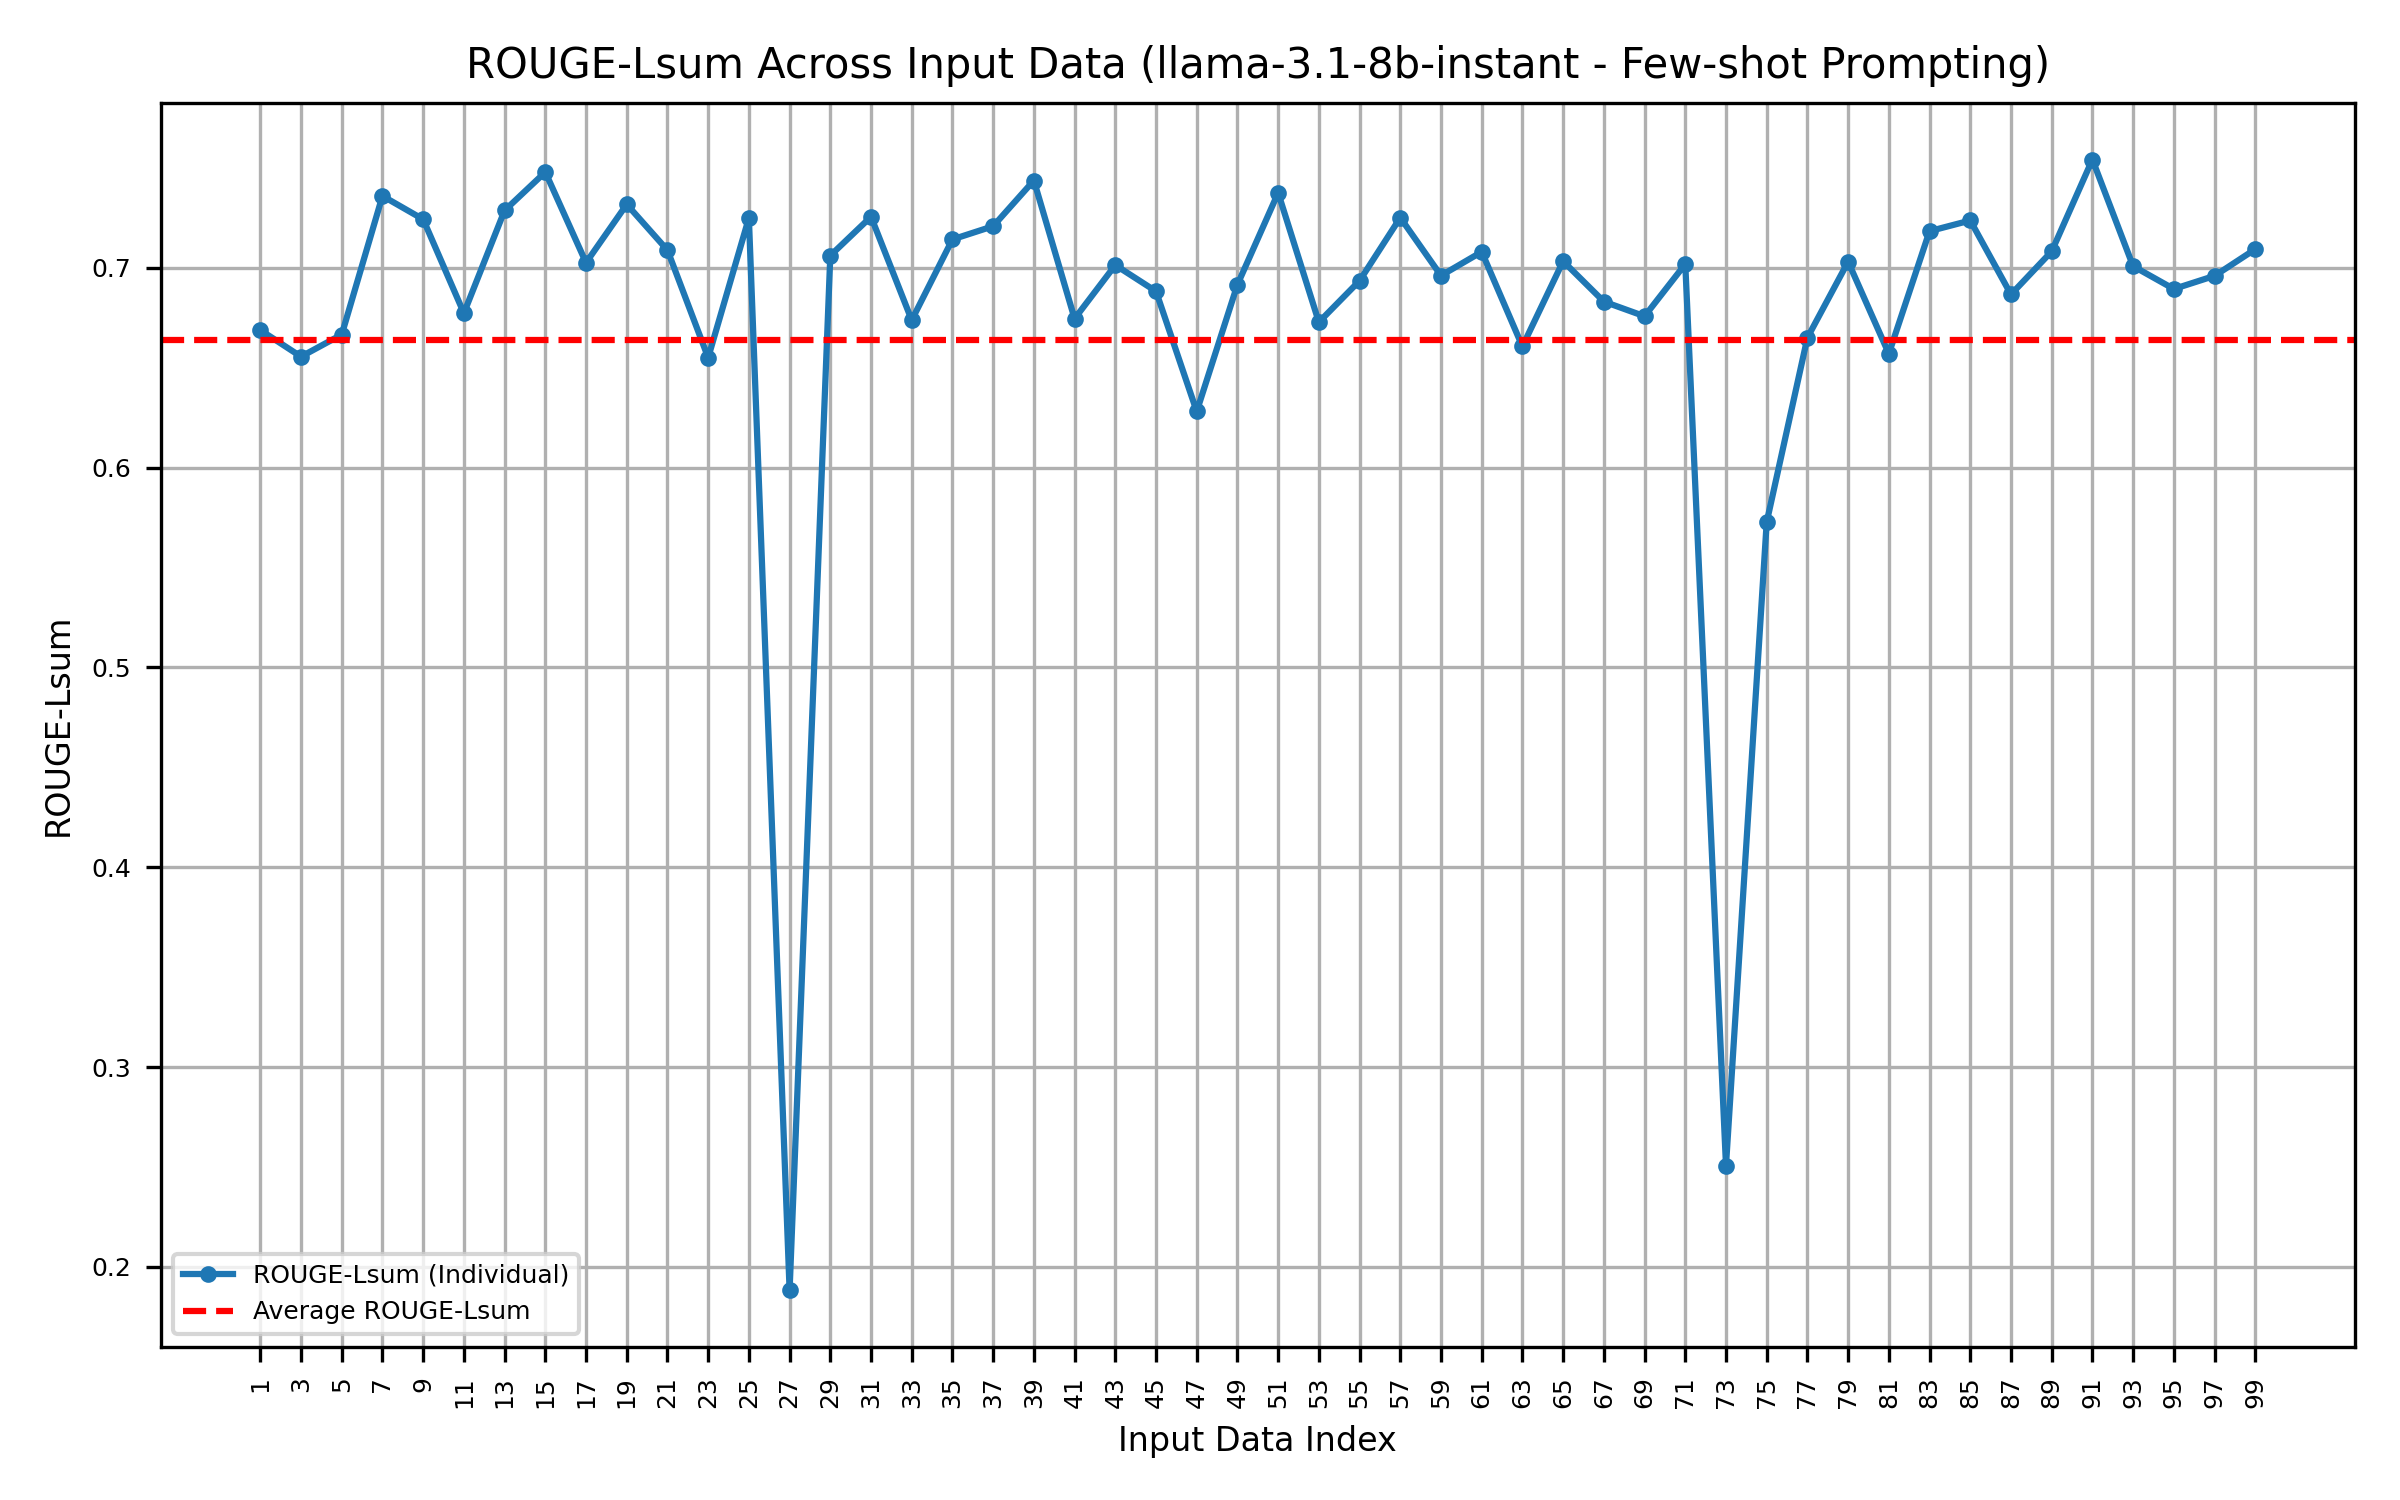 ROUGE-Lsum Across Input Data (llama-3.1-8b-instant - Few-shot Prompting)
ROUGE-Lsum
0.7
0.6
0.5
0.4
0.3
0.2
ROUGE-Lsum (Individual)
Average ROUGE-Lsum
1 3 5 7 9 11 13 15 17 19 21 23 25 27 29 31 33 35 37 39 41 43 45 47 49 51 53 55 57 59 61 63 65 67 69 71 73 75 77 79 81 83 85 87 89 91 93 95 97 99
Input Data Index